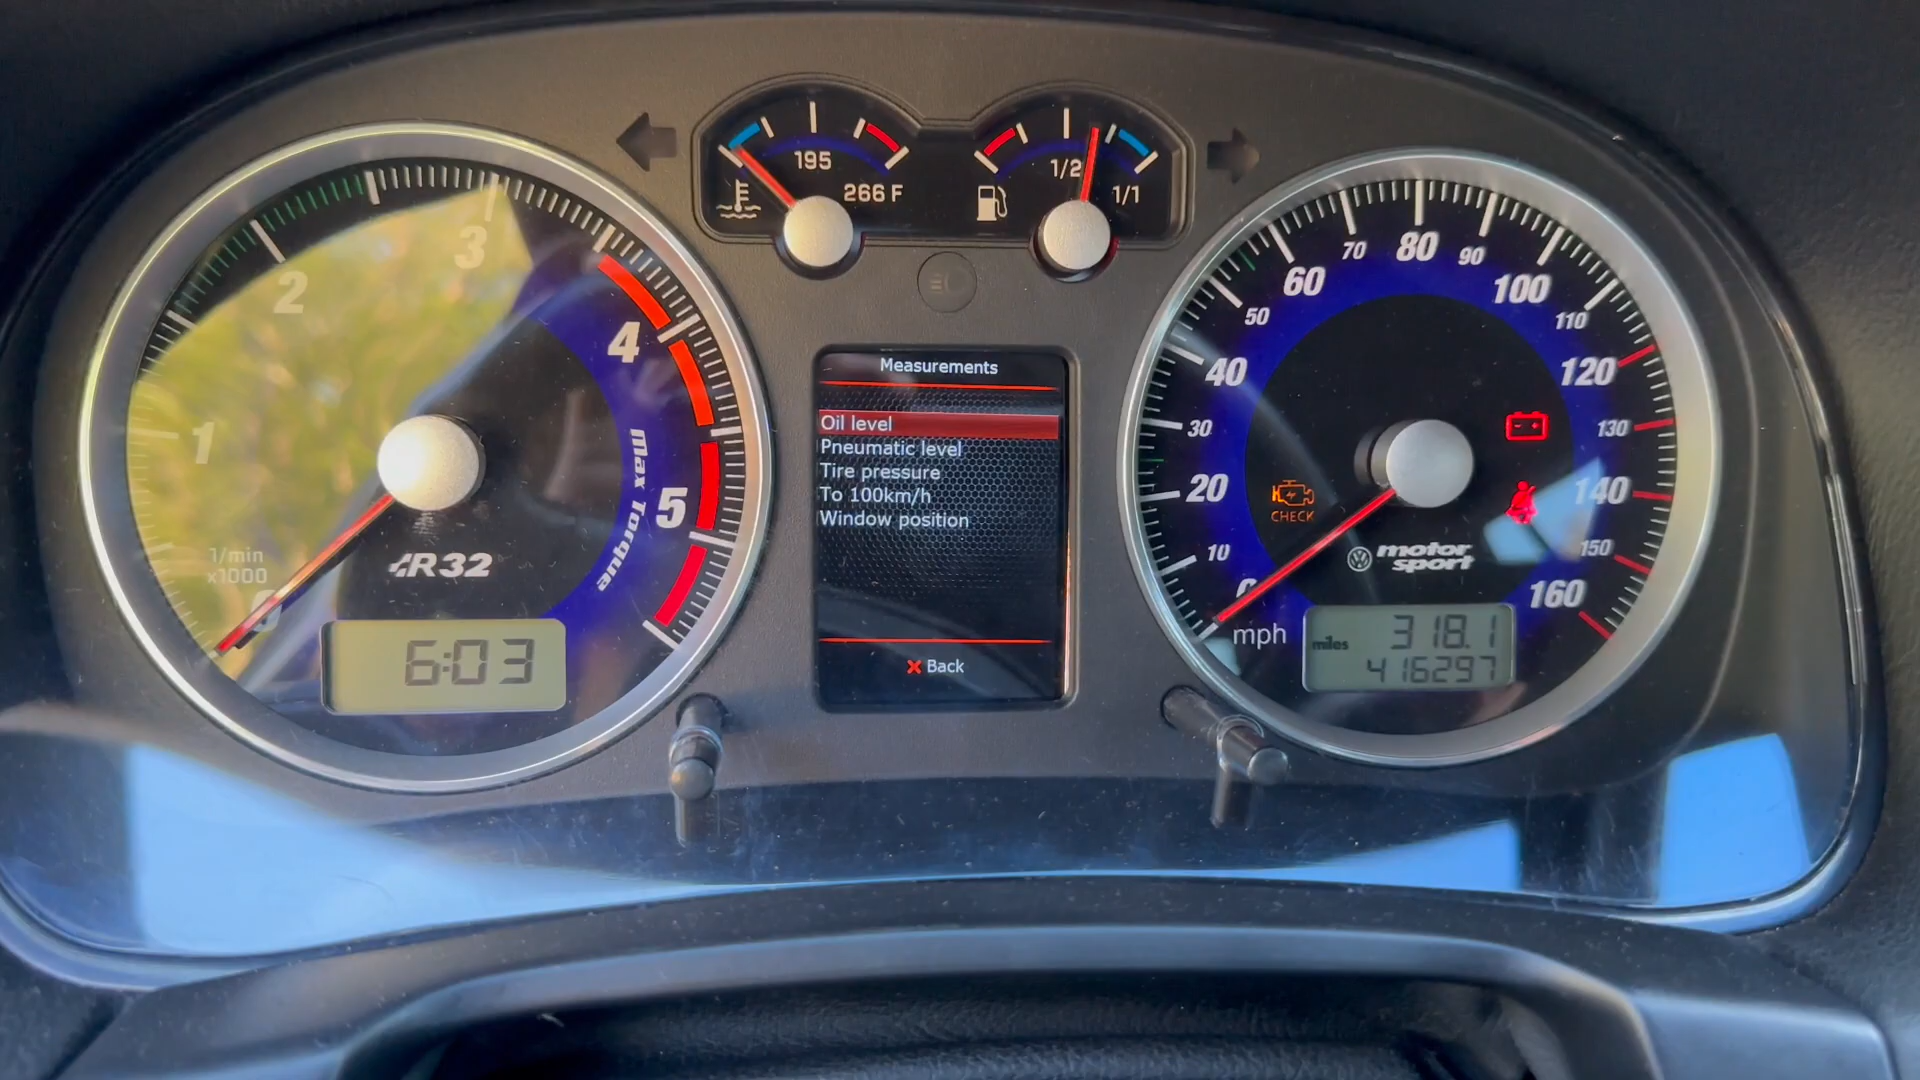 195
266 F
1/2
1/1
1
2
3
4
5
0
1/min
x1000
Max Torque
R32
6:03
Measurements
Oil level
Pneumatic level
Tire pressure
To 100km/h
Window position
Back
0
10
20
30
40
50
60
70
80
90
100
110
120
130
140
150
160
CHECK
motor
sport
mph
miles
318.1
416297